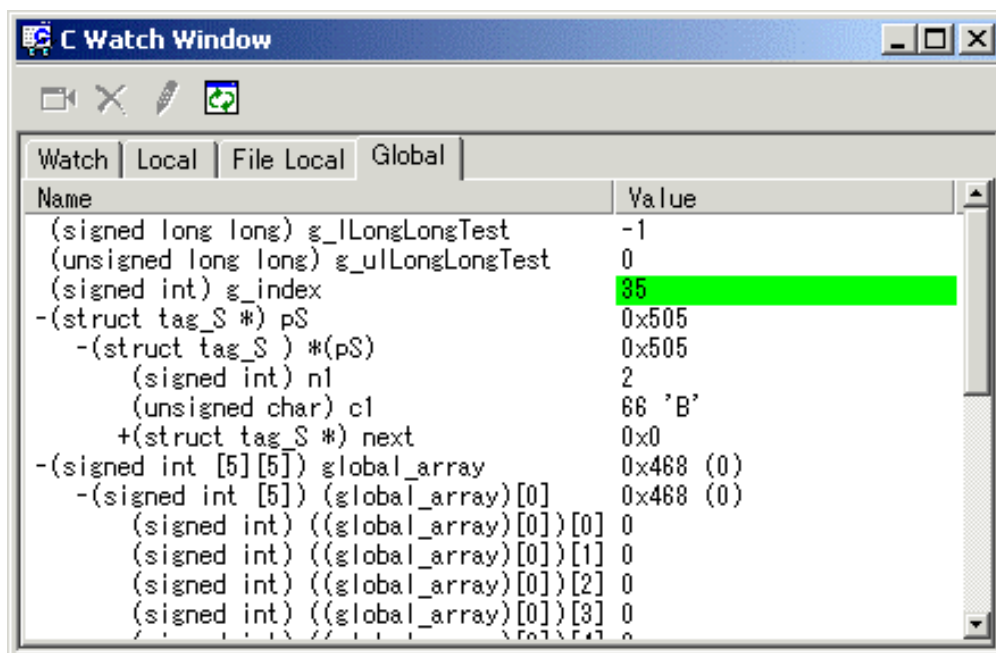 C Watch Window
Watch Local File Local Global
Name Value
(signed long long) g_lLongLongTest -1
(unsigned long long) g_ulLongLongTest 0
(signed int) g_index 35
-(struct tag_S *) pS 0x505
-(struct tag_S ) *(pS) 0x505
(signed int) n1 2
(unsigned char) c1 66 'B'
+(struct tag_S *) next 0x0
-(signed int [5][5]) global_array 0x468 (0)
-(signed int [5]) (global_array)[0] 0x468 (0)
(signed int) ((global_array)[0])[0] 0
(signed int) ((global_array)[0])[1] 0
(signed int) ((global_array)[0])[2] 0
(signed int) ((global_array)[0])[3] 0